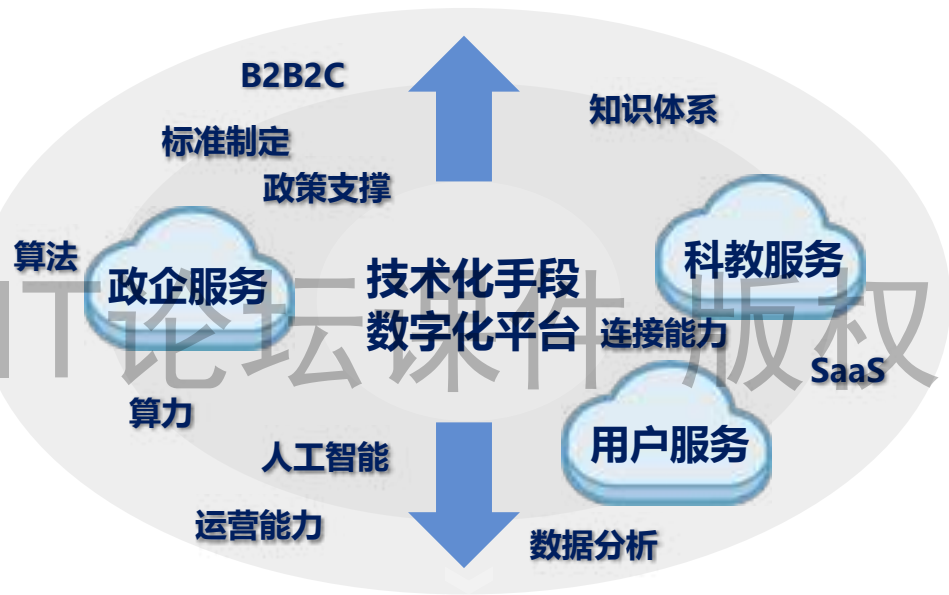 B2B2C
知识体系
标准制定
政策支撑
算法
政企服务
科教服务
技术化手段
数字化平台
连接能力
IT论坛课件 版权
SaaS
算力
用户服务
人工智能
运营能力
数据分析